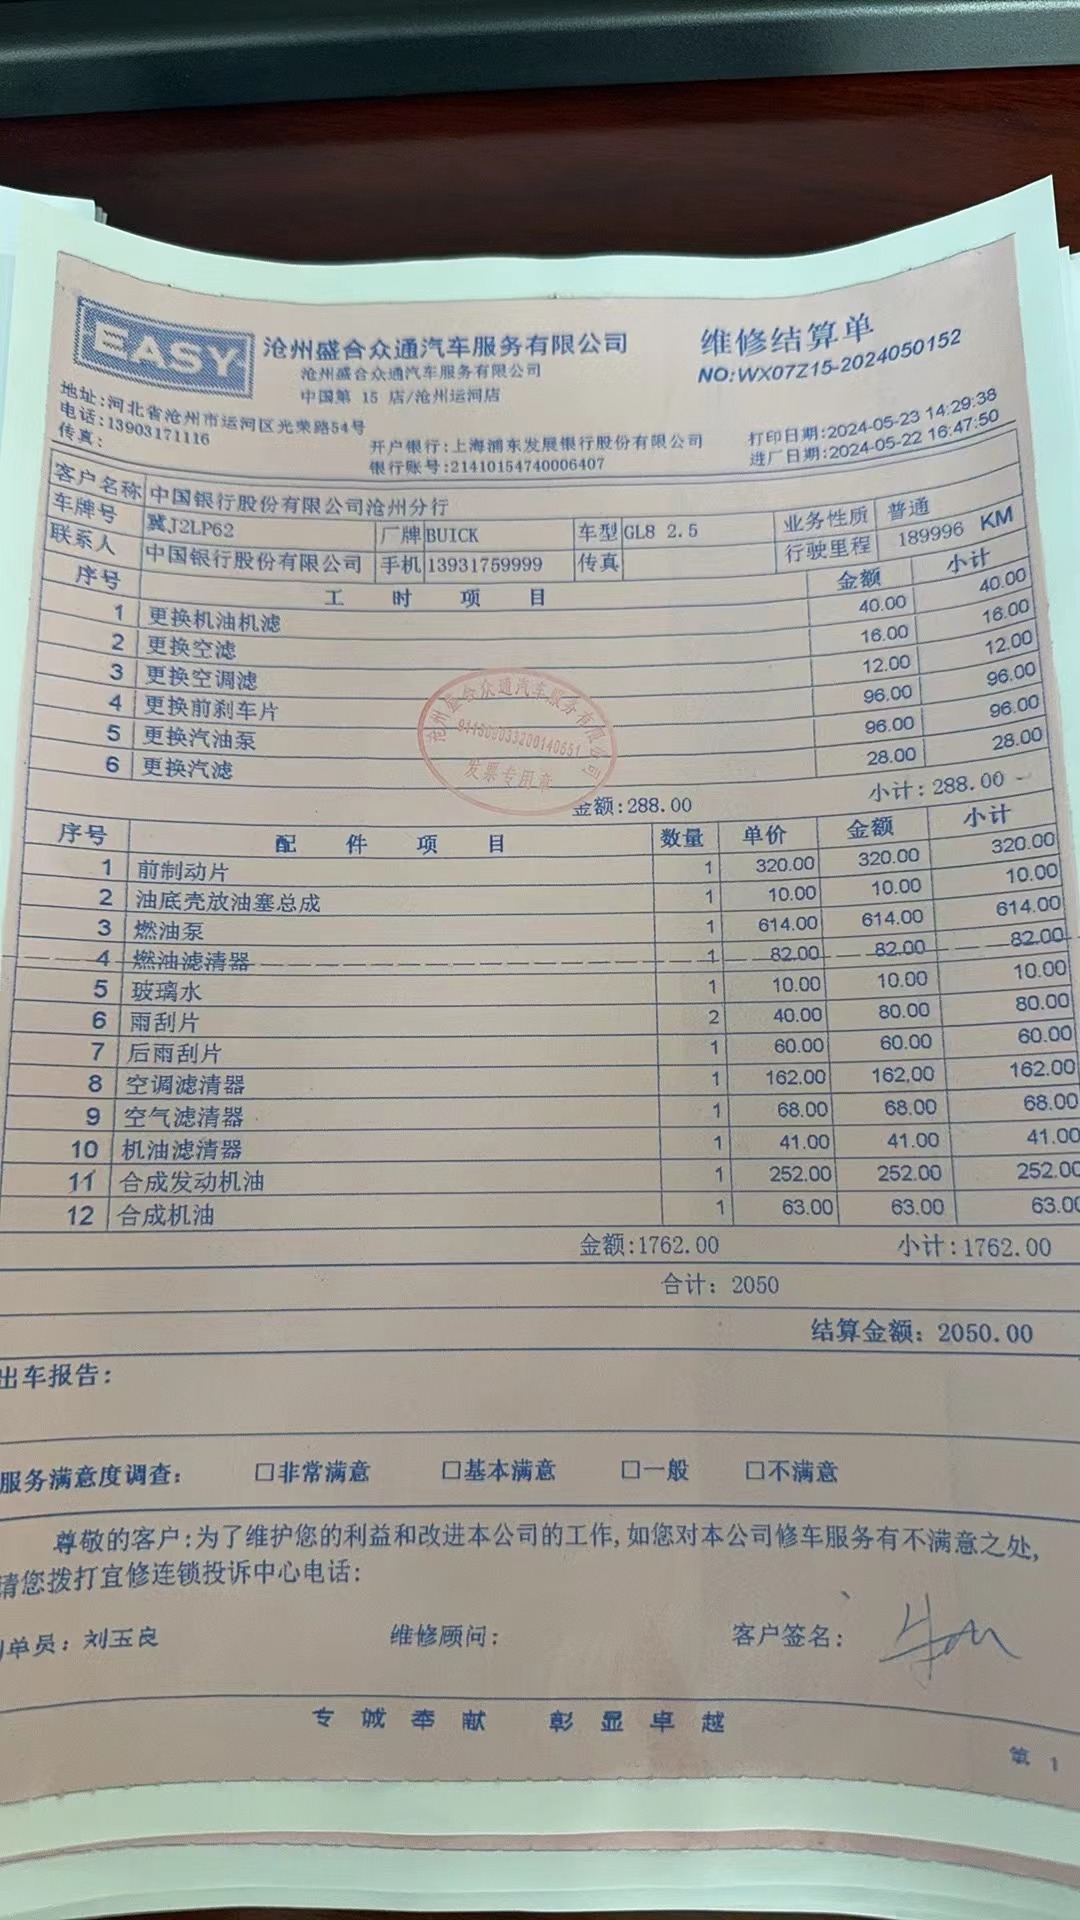 EASY
沧州盛合众通汽车服务有限公司
沧州盛合众通汽车服务有限公司
中国第 15 店/沧州运河店
维修结算单
NO:WX07Z15-2024050152
地址:河北省沧州市运河区光荣路54号
电话:13903171116
传真:
开户银行:上海浦东发展银行股份有限公司
银行账号:21410154740006407
打印日期:2024-05-23 14:29:38
进厂日期:2024-05-22 16:47:50
客户名称 中国银行股份有限公司沧州分行
车牌号 冀J2LP62 厂牌 BUICK 车型 GL8 2.5 业务性质 普通
联系人 中国银行股份有限公司 手机 13931759999 传真 行驶里程 189996 KM
序号 工时项目 金额 小计
1 更换机油机滤 40.00 40.00
2 更换空滤 16.00 16.00
3 更换空调滤 12.00 12.00
4 更换前刹车片 96.00 96.00
5 更换汽油泵 96.00 96.00
6 更换汽滤 28.00 28.00
沧州盛合众通汽车服务有限公司
发票专用章
金额:288.00 小计:288.00
序号 配件项目 数量 单价 金额 小计
1 前制动片 1 320.00 320.00 320.00
2 油底壳放油塞总成 1 10.00 10.00 10.00
3 燃油泵 1 614.00 614.00 614.00
4 燃油滤清器 1 82.00 82.00 82.00
5 玻璃水 1 10.00 10.00 10.00
6 雨刮片 2 40.00 80.00 80.00
7 后雨刮片 1 60.00 60.00 60.00
8 空调滤清器 1 162.00 162.00 162.00
9 空气滤清器 1 68.00 68.00 68.00
10 机油滤清器 1 41.00 41.00 41.00
11 合成发动机油 1 252.00 252.00 252.00
12 合成机油 1 63.00 63.00 63.00
金额:1762.00 小计:1762.00
合计: 2050
结算金额: 2050.00
出车报告:
服务满意度调查: □非常满意 □基本满意 □一般 □不满意
尊敬的客户:为了维护您的利益和改进本公司的工作,如您对本公司修车服务有不满意之处,
请您拨打宜修连锁投诉中心电话:
单员: 刘玉良 维修顾问: 客户签名:
专诚奉献 彰显卓越
第 1